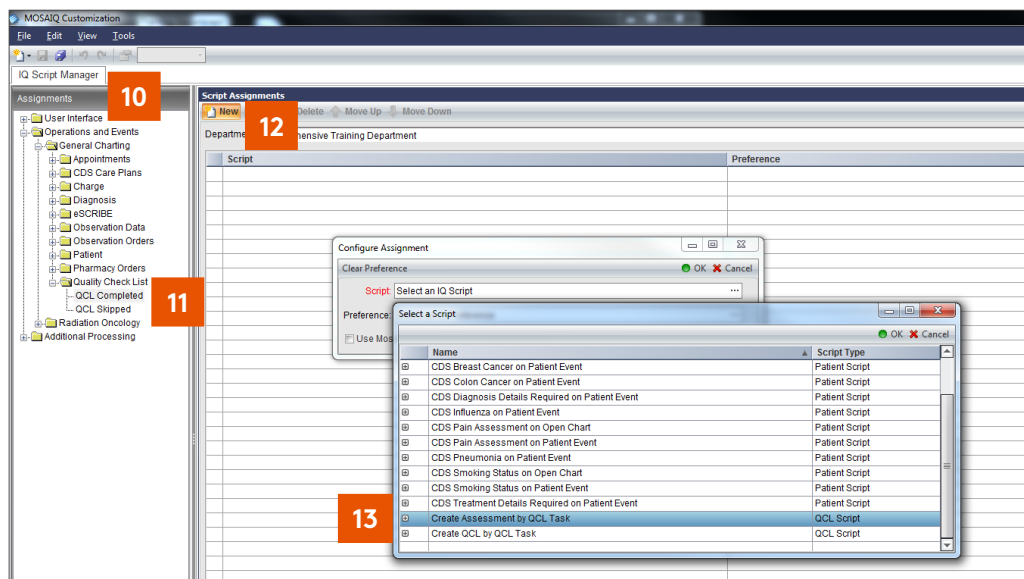 MOSAIQ Customization
File Edit View Tools
IQ Script Manager
10
Assignments
Script Assignments
User Interface
Operations and Events
General Charting
Appointments
CDS Care Plans
Charge
Diagnosis
eSCRIBE
Observation Data
Observation Orders
Patient
Pharmacy Orders
Quality Check List
QCL Completed
QCL Skipped
11
Radiation Oncology
Additional Processing
New Delete Move Up Move Down
12
Training Department
Script Preference
Configure Assignment
Clear Preference OK Cancel
Script: Select an IQ Script ...
Preference:
Use
Select a Script
OK Cancel
Name Script Type
CDS Breast Cancer on Patient Event Patient Script
CDS Colon Cancer on Patient Event Patient Script
CDS Diagnosis Details Required on Patient Event Patient Script
CDS Influenza on Patient Event Patient Script
CDS Pain Assessment on Open Chart Patient Script
CDS Pain Assessment on Patient Event Patient Script
CDS Pneumonia on Patient Event Patient Script
CDS Smoking Status on Open Chart Patient Script
CDS Smoking Status on Patient Event Patient Script
CDS Treatment Details Required on Patient Event Patient Script
13
Create Assessment by QCL Task QCL Script
Create QCL by QCL Task QCL Script